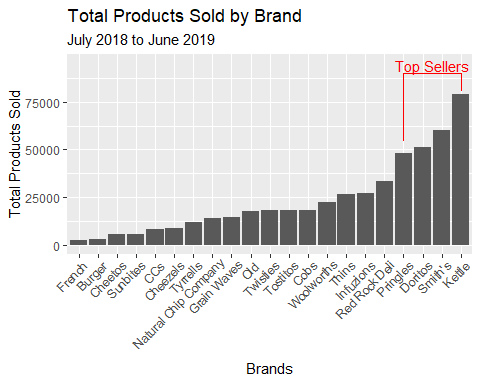 Total Products Sold by Brand
July 2018 to June 2019
Top Sellers
Total Products Sold
75000
50000
25000
0
French
Burger
Cheetos
Sunbites
CCs
Cheezels
Tyrrells
Natural Chip Company
Grain Waves
Old
Twisties
Tostitos
Cobs
Woolworths
Thins
Infuzions
Red Rock Deli
Pringles
Doritos
Smith's
Kettle
Brands